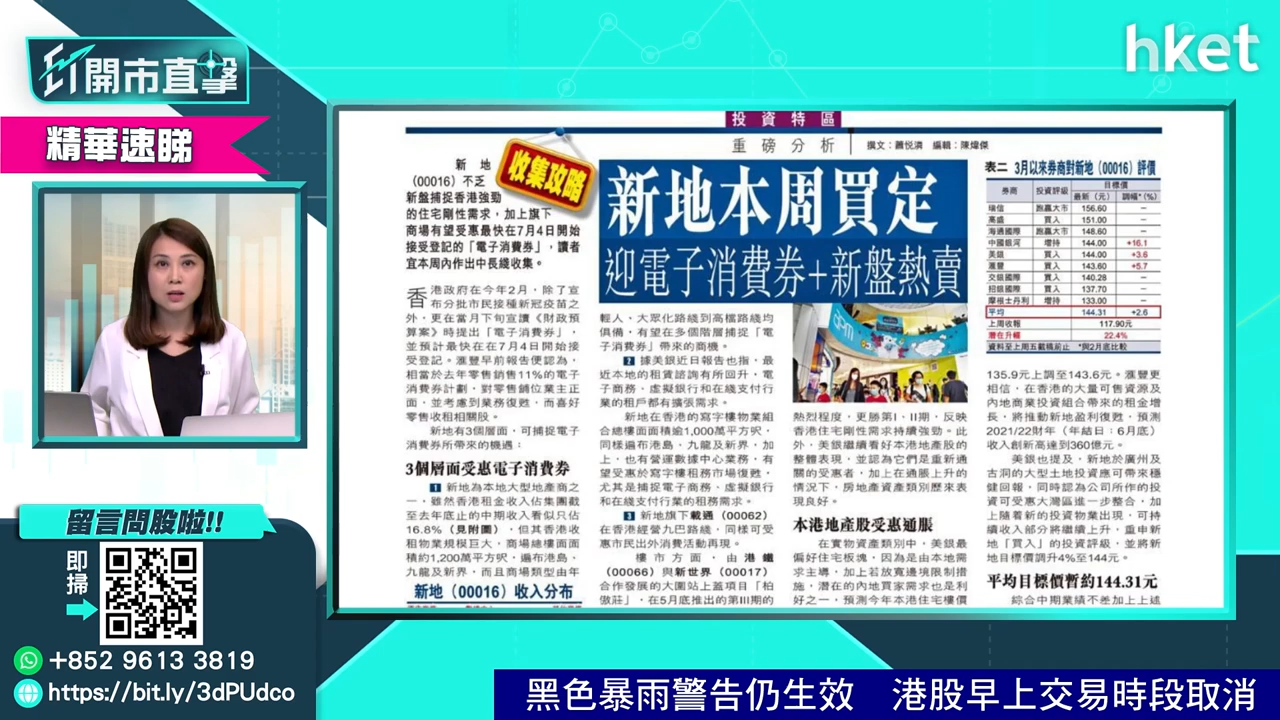 ET開市直擊
hket
精華速睇
投資特區
重磅分析
撰文：蕭悦濱 編輯：陳煒傑
收集攻略
新地
(00016)不乏
新盤捕捉香港強勁
的住宅剛性需求，加上旗下
商場有望受惠最快在7月4日開始
接受登記的「電子消費券」，讀者
宜本周內作出中長綫收集。
新地本周買定
迎電子消費券+新盤熱賣
香港政府在今年2月，除了宣
布分批市民接種新冠疫苗之
外，更在當月下旬宣讀《財政預
算案》時提出「電子消費券」，
並預計最快在在7月4日開始接
受登記。滙豐早前報告便認為，
相當於去年零售銷售11%的電子
消費券計劃，對零售舖位業主正
面，並考慮到業務復甦，而喜好
零售收租相關股。
新地有3個層面，可捕捉電子
消費券所帶來的機遇：
3個層面受惠電子消費券
1 新地為本地大型地產商之
一，雖然香港租金收入佔集團截
至去年底止的中期收入看似只佔
16.8%（見附圖），但其香港收
租物業規模巨大，商場總樓面面
積約1,200萬平方呎，遍布港島、
九龍及新界，而且商場類型由年
新地（00016）收入分布
輕人、大眾化路綫到高檔路綫均
俱備，有望在多個階層捕捉「電
子消費券」帶來的商機。
2 據美銀近日報告也指，最
近本地的租賃諮詢有所回升，電
子商務、虛擬銀行和在綫支付行
業的租戶都有擴張需求。
新地在香港的寫字樓物業組
合總樓面面積逾1,000萬平方呎，
同樣遍布港島、九龍及新界，加
上，也有營運數據中心業務，有
望受惠於寫字樓租務市場復甦，
尤其是捕捉電子商務、虛擬銀行
和在綫支付行業的租務需求。
3 新地旗下載通（00062）
在香港經營九巴路綫，同樣可受
惠市民出外消費活動再現。
樓市方面，由港鐵
（00066）與新世界（00017）
合作發展的大圍站上蓋項目「柏
傲莊」，在5月底推出的第III期的
熱烈程度，更勝第I、II期，反映
香港住宅剛性需求持續強勁。此
外，美銀繼續看好本港地產股的
整體表現，並認為它們是重新通
關的受惠者，加上在通脹上升的
情況下，房地產資產類別歷來表
現良好。
本港地產股受惠通脹
在實物資產類別中，美銀最
偏好住宅板塊，因為是由本地需
求主導，加上若放寬邊境限制措
施，潛在的內地買家需求也是利
好之一，預測今年本港住宅樓價
表二 3月以來券商對新地（00016）評價
券商 投資評級 目標價
最新（元） 調幅*（%）
瑞信 跑贏大市 156.60 –
高盛 買入 151.00 –
海通國際 跑贏大市 148.60 –
中國銀河 增持 144.00 +16.1
美銀 買入 144.00 +3.6
滙豐 買入 143.60 +5.7
交銀國際 買入 140.28 –
招銀國際 買入 137.70 –
摩根士丹利 增持 133.00 –
平均 144.31 +2.6
上周收報 117.90元
潛在升幅 22.4%
資料至上周五載稿前止 *與2月底比較
135.9元上調至143.6元。滙豐更
相信，在香港的大量可售資源及
內地商業投資組合帶來的租金增
長，將推動新地盈利復甦，預測
2021/22財年（年結日：6月底）
收入創新高達到360億元。
美銀也提及，新地於廣州及
古洞的大型土地投資應可帶來穩
健回報，同時認為公司所作的投
資可受惠大灣區進一步整合，加
上隨着新的投資物業出現，可持
續收入部分將繼續上升，重申新
地「買入」的投資評級，並將新
地目標價調升4%至144元。
平均目標價暫約144.31元
綜合中期業績不差加上上述
留言問股啦!!
即掃
+852 9613 3819
https://bit.ly/3dPUdco
黑色暴雨警告仍生效 港股早上交易時段取消